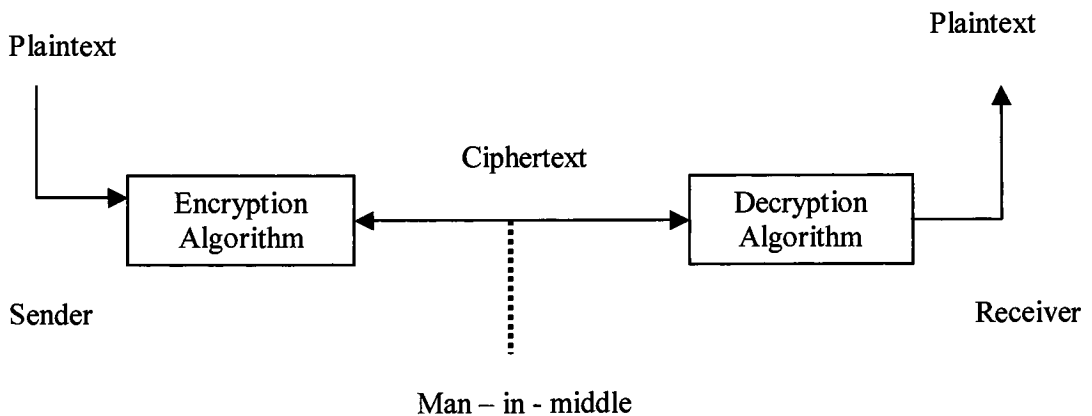 Plaintext
Plaintext
Ciphertext
Encryption
Algorithm
Decryption
Algorithm
Sender
Receiver
Man – in - middle